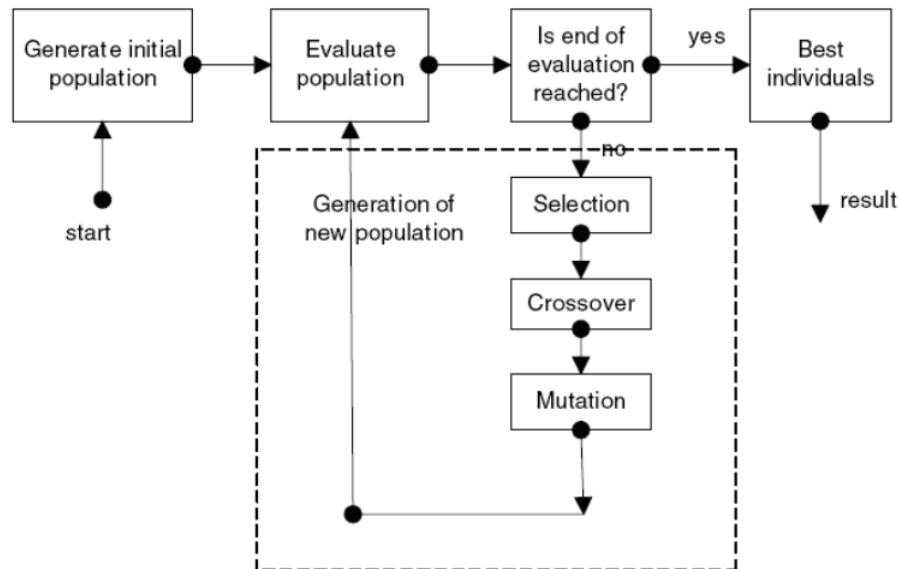 Generate initial
population
Evaluate
population
Is end of
evaluation
reached?
yes
Best
individuals
no
start
Generation of
new population
Selection
result
Crossover
Mutation